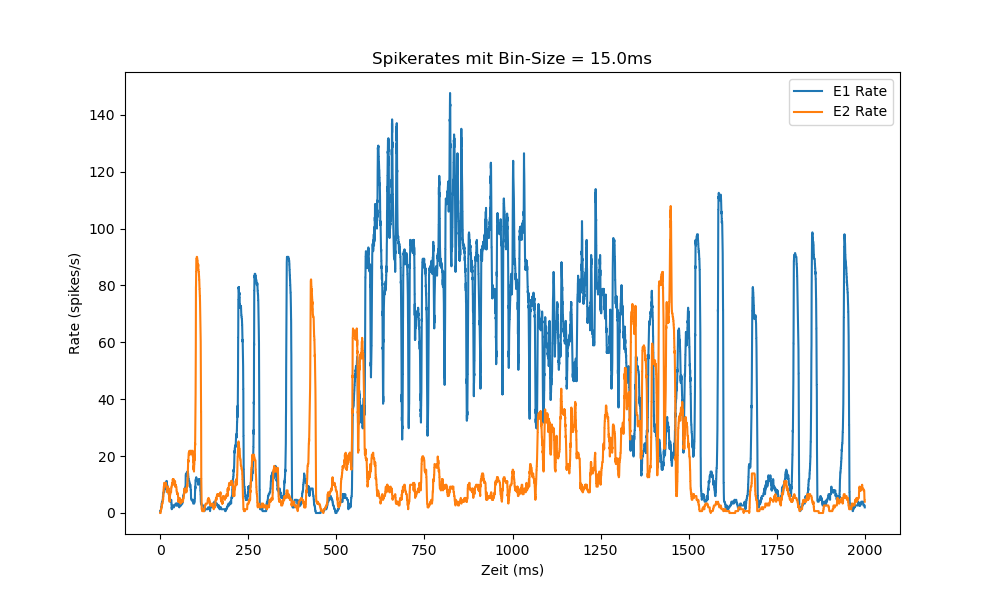 Spikerates mit Bin-Size = 15.0ms
E1 Rate
E2 Rate
Rate (spikes/s)
140
120
100
80
60
40
20
0
0 250 500 750 1000 1250 1500 1750 2000
Zeit (ms)